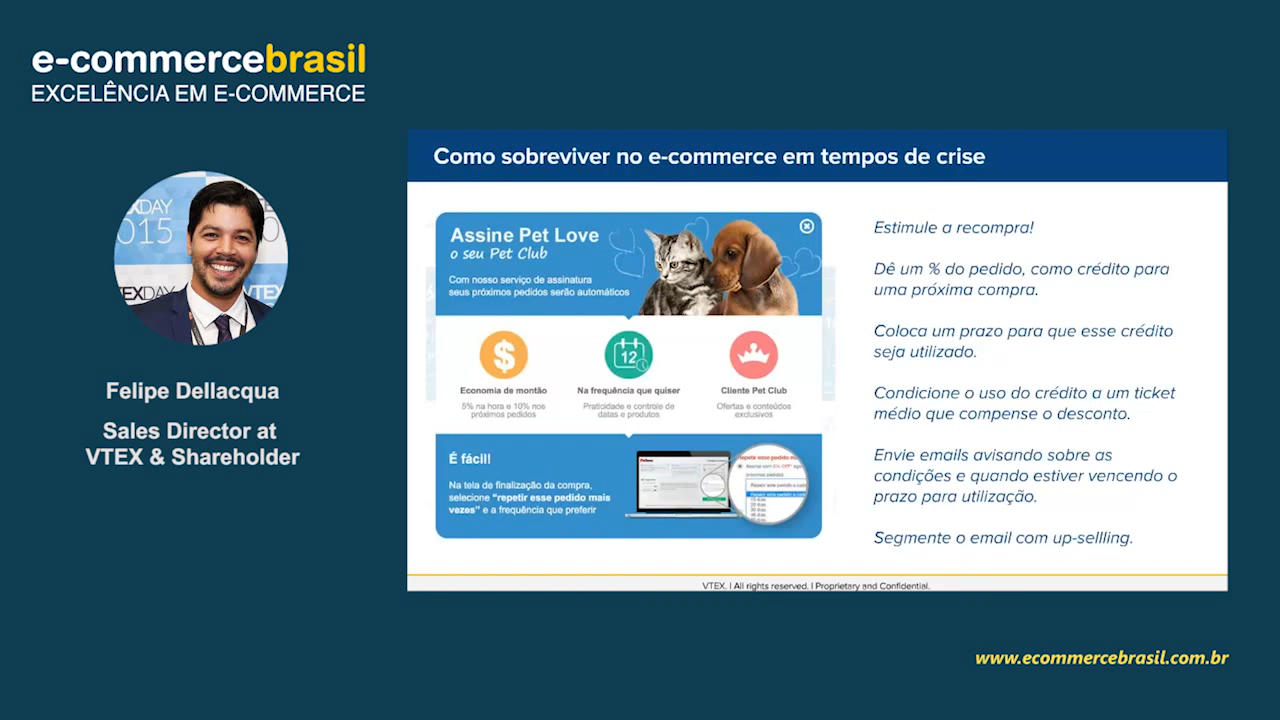 e-commercebrasil
EXCELÊNCIA EM E-COMMERCE
XDAY
015
EXDAY
VTEX
Felipe Dellacqua
Sales Director at
VTEX & Shareholder
Como sobreviver no e-commerce em tempos de crise
Assine Pet Love
o seu Pet Club
Com nosso serviço de assinatura
seus próximos pedidos serão automáticos
$
12
Economia de montão
Na frequência que quiser
Cliente Pet Club
5% na hora e 10% nos
próximos pedidos
Praticidade e controle de
datas e produtos
Ofertas e conteúdos
exclusivos
É fácil!
Na tela de finalização da compra,
selecione "repetir esse pedido mais
vezes" e a frequência que preferir
Estimule a recompra!
Dê um % do pedido, como crédito para
uma próxima compra.
Coloca um prazo para que esse crédito
seja utilizado.
Condicione o uso do crédito a um ticket
médio que compense o desconto.
Envie emails avisando sobre as
condições e quando estiver vencendo o
prazo para utilização.
Segmente o email com up-sellling.
VTEX. | All rights reserved. | Proprietary and Confidential.
www.ecommercebrasil.com.br